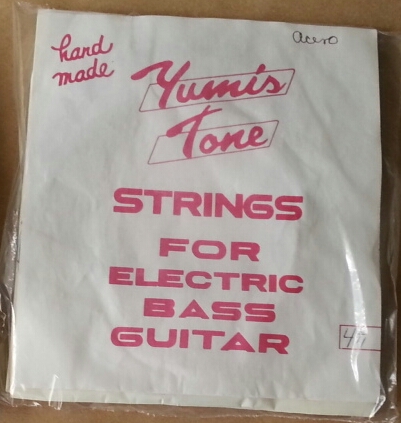 hand
made
acero
Yumis
Tone
STRINGS
FOR
ELECTRIC
BASS
GUITAR